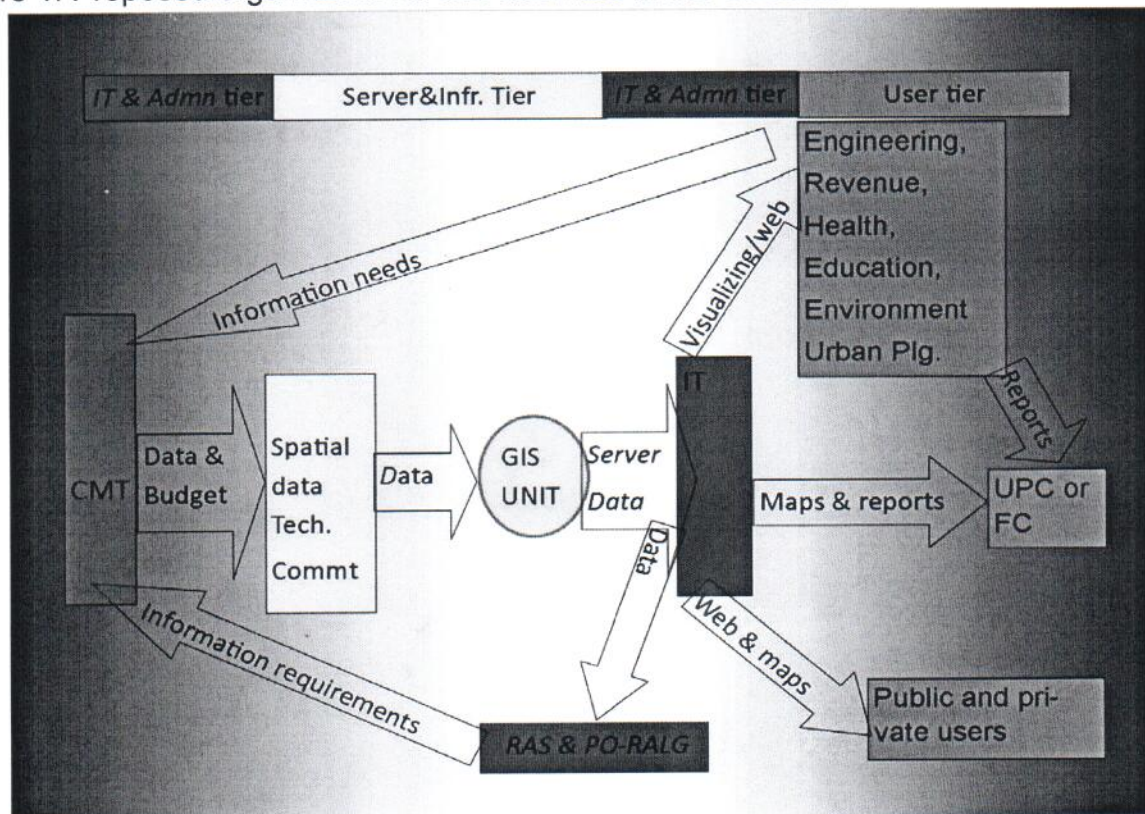 Proposed
IT & Admn tier
Server&Infr. Tier
IT & Admn tier
User tier
Engineering,
Revenue,
Health,
Education,
Environment
Urban Plg.
Information needs
Visualizing/web
Reports
CMT
Data &
Budget
Spatial
data
Tech.
Commt
Data
GIS
UNIT
Server
Data
IT
Maps & reports
UPC or
FC
Data
Web & maps
Information requirements
RAS & PO-RALG
Public and pri-
vate users